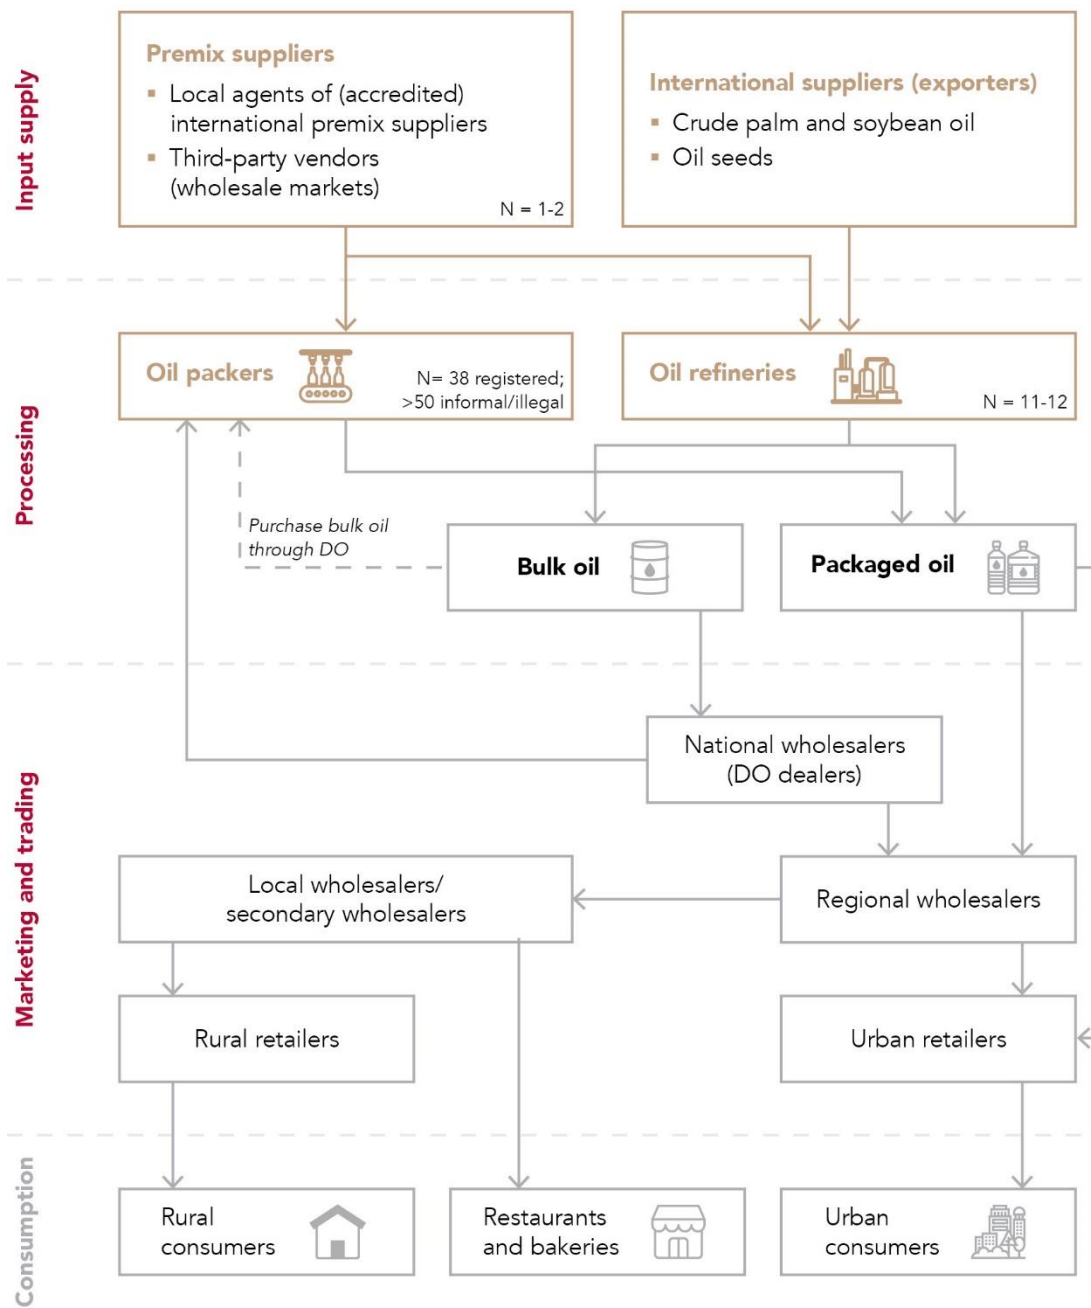 Input supply
Premix suppliers
▪ Local agents of (accredited)
international premix suppliers
▪ Third-party vendors
(wholesale markets)
N = 1-2
International suppliers (exporters)
▪ Crude palm and soybean oil
▪ Oil seeds
Processing
Oil packers
N= 38 registered;
>50 informal/illegal
Oil refineries
N = 11-12
Purchase bulk oil
through DO
Bulk oil
Packaged oil
Marketing and trading
National wholesalers
(DO dealers)
Local wholesalers/
secondary wholesalers
Regional wholesalers
Rural retailers
Urban retailers
Consumption
Rural
consumers
Restaurants
and bakeries
Urban
consumers